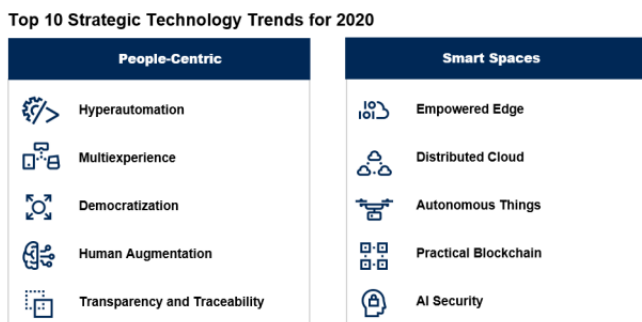 Top 10 Strategic Technology Trends for 2020
People-Centric
Hyperautomation
Multiexperience
Democratization
Human Augmentation
Transparency and Traceability
Smart Spaces
Empowered Edge
Distributed Cloud
Autonomous Things
Practical Blockchain
AI Security